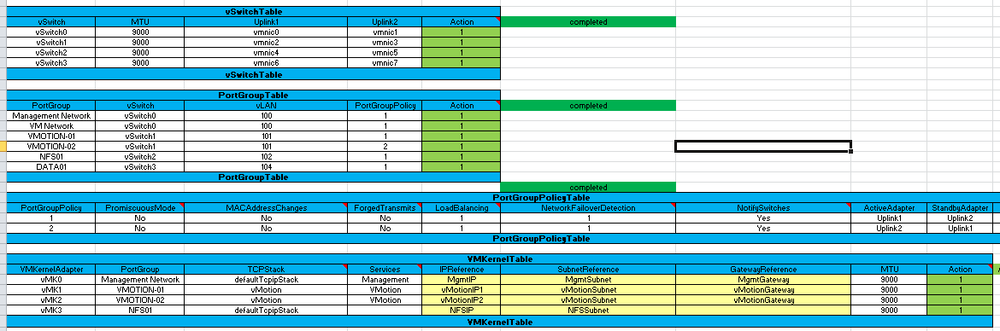 vSwitchTable
vSwitch MTU Uplink1 Uplink2 Action completed
vSwitch0 9000 vmnic0 vmnic1 1
vSwitch1 9000 vmnic2 vmnic3 1
vSwitch2 9000 vmnic4 vmnic5 1
vSwitch3 9000 vmnic6 vmnic7 1
vSwitchTable
PortGroupTable
PortGroup vSwitch vLAN PortGroupPolicy Action completed
Management Network vSwitch0 100 1 1
VM Network vSwitch0 100 1 1
VMOTION-01 vSwitch1 101 1 1
VMOTION-02 vSwitch1 101 2 1
NFS01 vSwitch2 102 1 1
DATA01 vSwitch3 104 1 1
PortGroupTable
completed
PortGroupPolicyTable
PortGroupPolicy PromiscuousMode MACAddressChanges ForgedTransmits LoadBalancing NetworkFailoverDetection NotifySwitches ActiveAdapter StandbyAdapter
1 No No No 1 1 Yes Uplink1 Uplink2
2 No No No 1 1 Yes Uplink2 Uplink1
PortGroupPolicyTable
VMKernelTable
VMKernelAdapter PortGroup TCPStack Services IPReference SubnetReference GatewayReference MTU Action
vMK0 Management Network defaultTcpipStack Management MgmtIP MgmtSubnet MgmtGateway 9000 1
vMK1 VMOTION-01 vMotion VMotion vMotionIP1 vMotionSubnet vMotionGateway 9000 1
vMK2 VMOTION-02 vMotion VMotion vMotionIP2 vMotionSubnet vMotionGateway 9000 1
vMK3 NFS01 defaultTcpipStack NFSIP NFSSubnet 9000 1
VMKernelTable